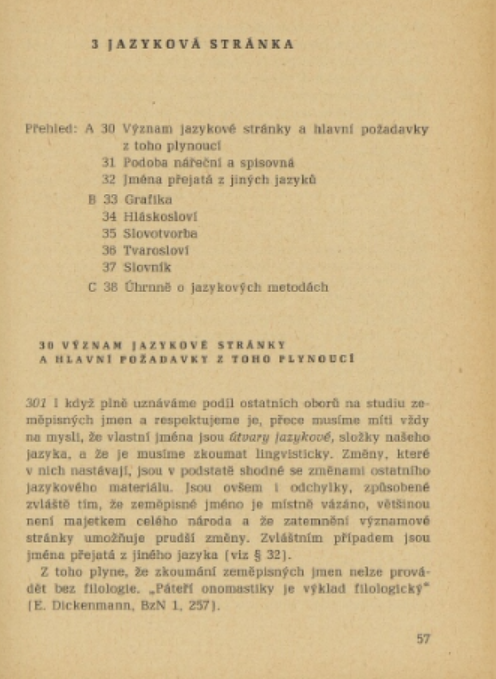 3 JAZYKOVÁ STRÁNKA
Přehled: A 30 Význam jazykové stránky a hlavní požadavky
z toho plynoucí
31 Podoba nářeční a spisovná
32 Jména přejatá z jiných jazyků
B 33 Grafika
34 Hláskosloví
35 Slovotvorba
36 Tvarosloví
37 Slovník
C 38 Úhrnně o jazykových metodách
30 VÝZNAM JAZYKOVÉ STRÁNKY
A HLAVNÍ POŽADAVKY Z TOHO PLYNOUCÍ
301 I když plně uznáváme podíl ostatních oborů na studiu ze-
měpisných jmen a respektujeme je, přece musíme míti vždy
na mysli, že vlastní jména jsou útvary jazykové, složky našeho
jazyka, a že je musíme zkoumat lingvisticky. Změny, které
v nich nastávají, jsou v podstatě shodné se změnami ostatního
jazykového materiálu. Jsou ovšem i odchylky, způsobené
zvláště tím, že zeměpisné jméno je místně vázáno, většinou
není majetkem celého národa a že zatemnění významové
stránky umožňuje prudší změny. Zvláštním případem jsou
jména přejatá z jiného jazyka (viz § 32).
Z toho plyne, že zkoumání zeměpisných jmen nelze prová-
dět bez filologie. „Páteří onomastiky je výklad filologický“
(E. Dickenmann, BzN 1, 257).
57